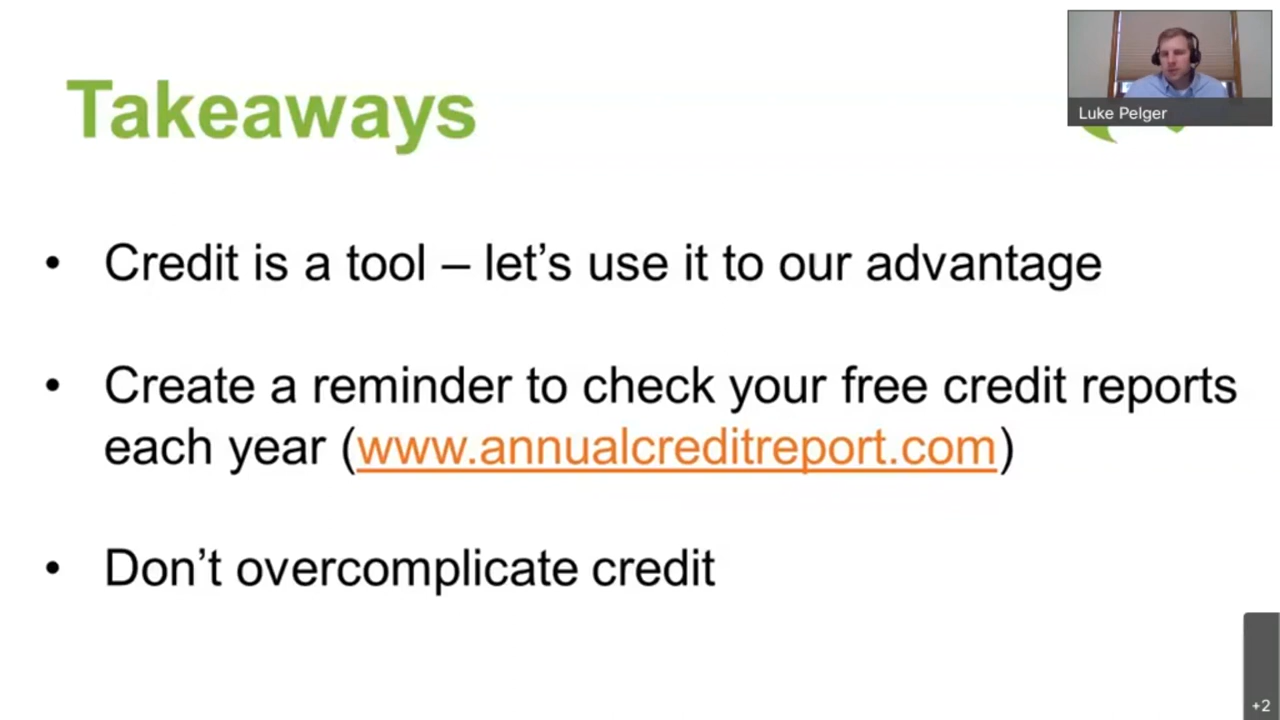 Takeaways
Luke Pelger
• Credit is a tool – let’s use it to our advantage
• Create a reminder to check your free credit reports
each year (www.annualcreditreport.com)
• Don’t overcomplicate credit
+2